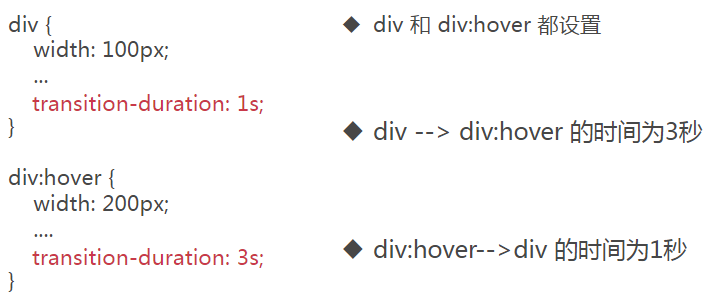 div {
width: 100px;
...
transition-duration: 1s;
}
div:hover {
width: 200px;
....
transition-duration: 3s;
}
◆ div 和 div:hover 都设置
◆ div --> div:hover 的时间为3秒
◆ div:hover-->div 的时间为1秒